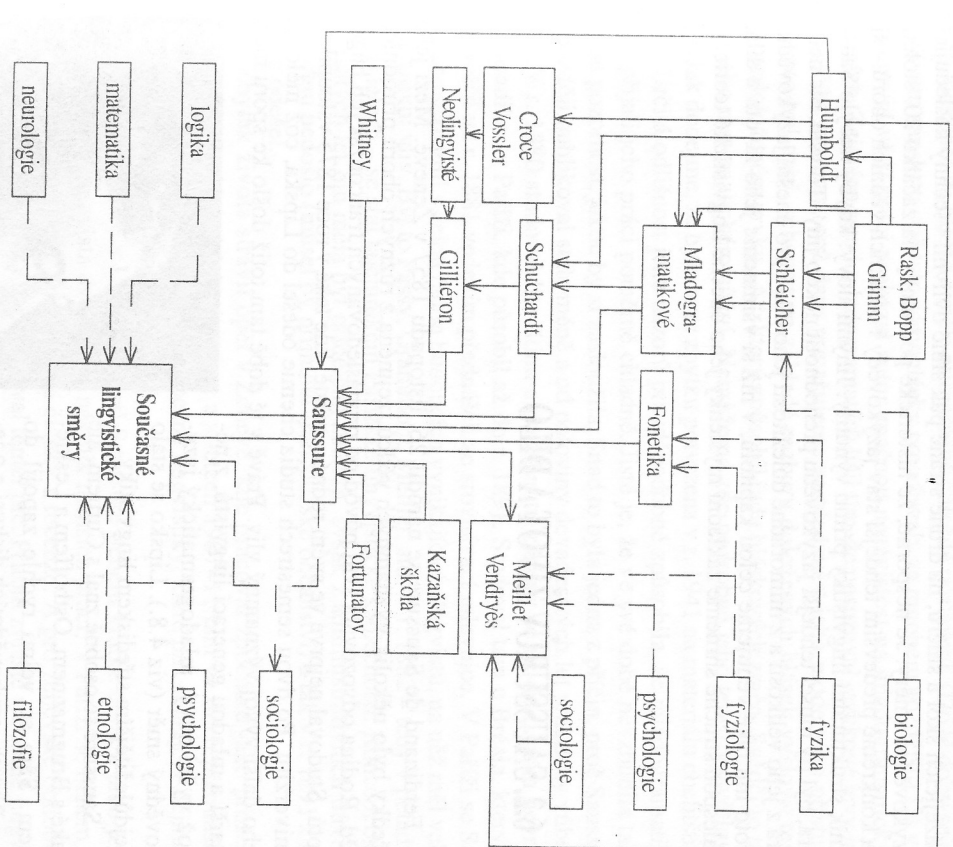 Humboldt
Rask, Bopp
Grimm
biologie
Schleicher
fyzika
Mladogra-
matikové
Fonetika
fyziologie
psychologie
Croce
Vossler
Schuchardt
Meillet
Vendryès
sociologie
Neolingvisté
Gilliéron
Kazaňská
škola
Whitney
Saussure
Fortunatov
sociologie
logika
psychologie
matematika
Současné
lingvistické
směry
etnologie
neurologie
filozofie